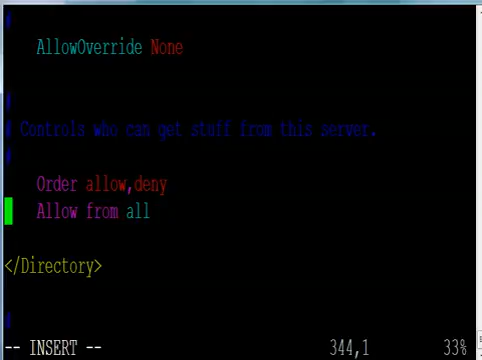 #
AllowOverride None
#
# Controls who can get stuff from this server.
#
Order allow,deny
Allow from all
</Directory>
#
-- INSERT -- 344,1 33%